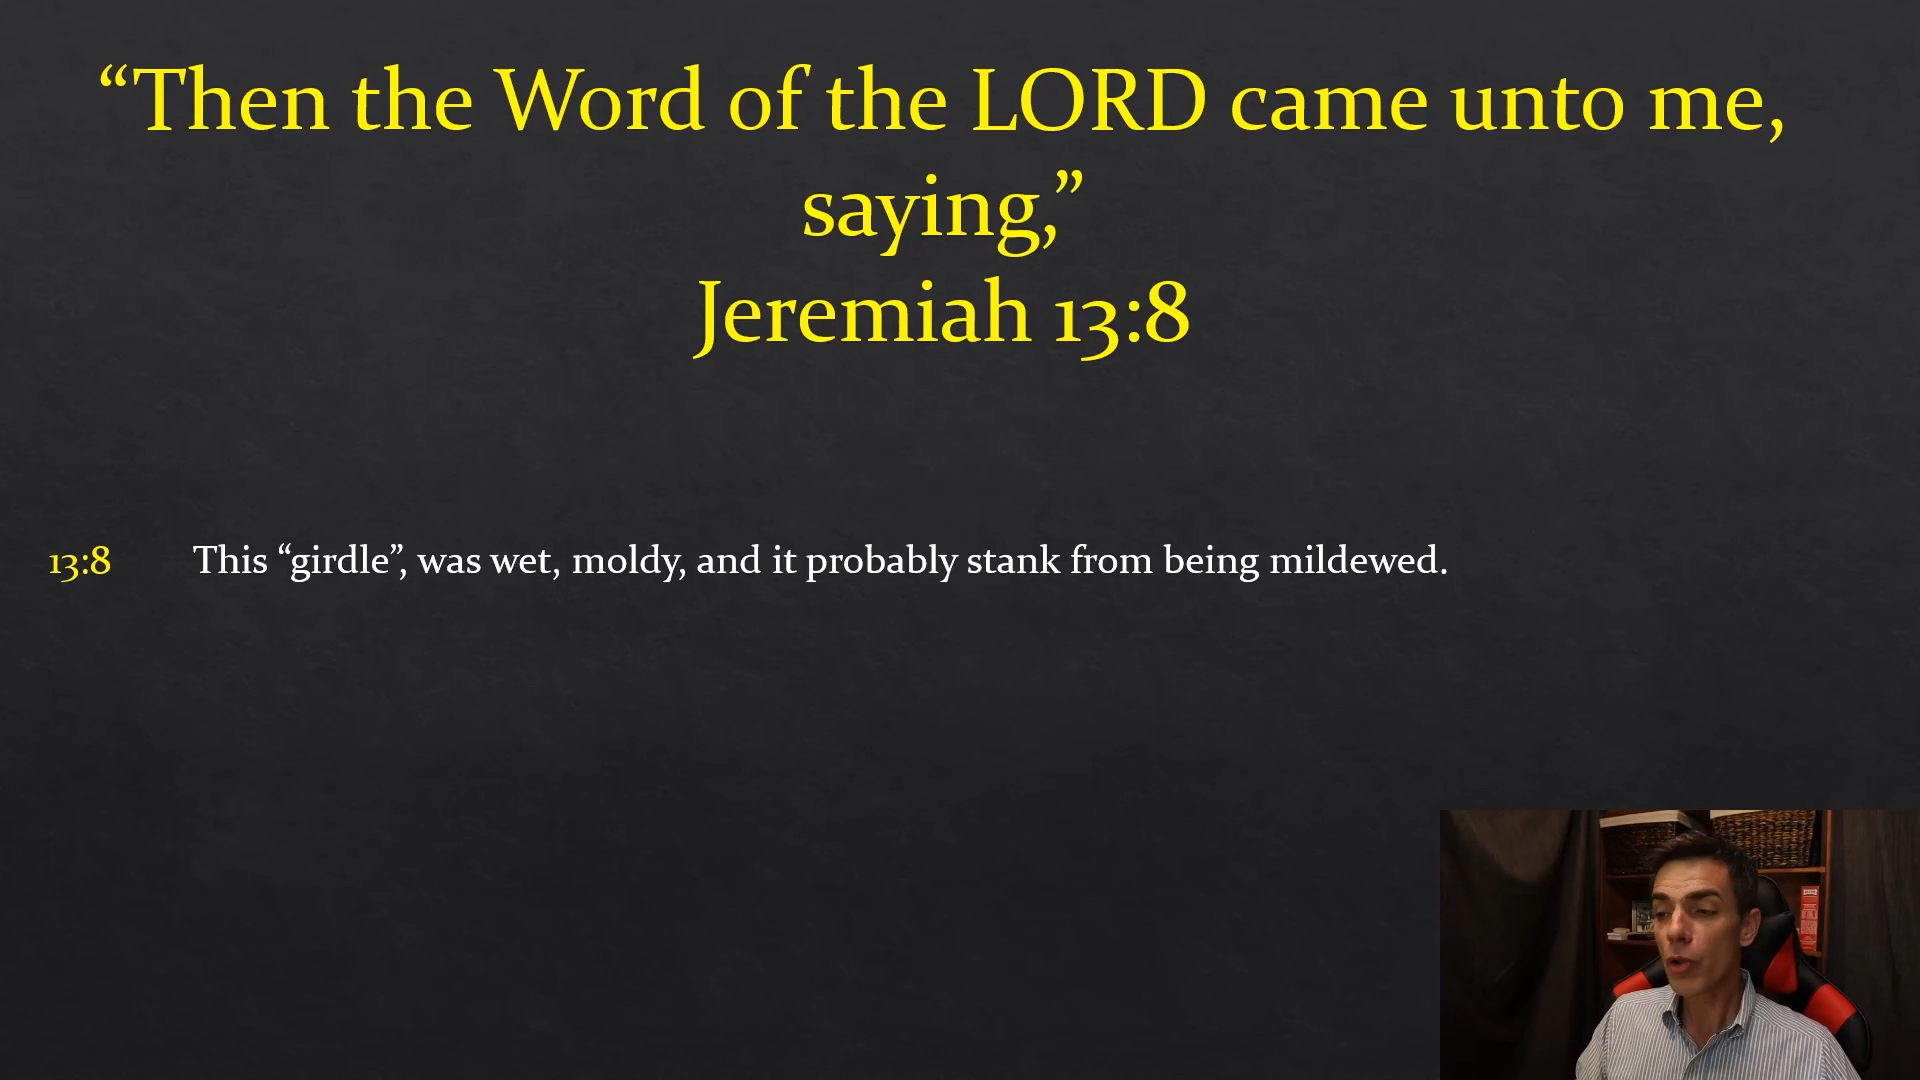 “Then the Word of the LORD came unto me,
saying,”
Jeremiah 13:8
13:8 This “girdle”, was wet, moldy, and it probably stank from being mildewed.